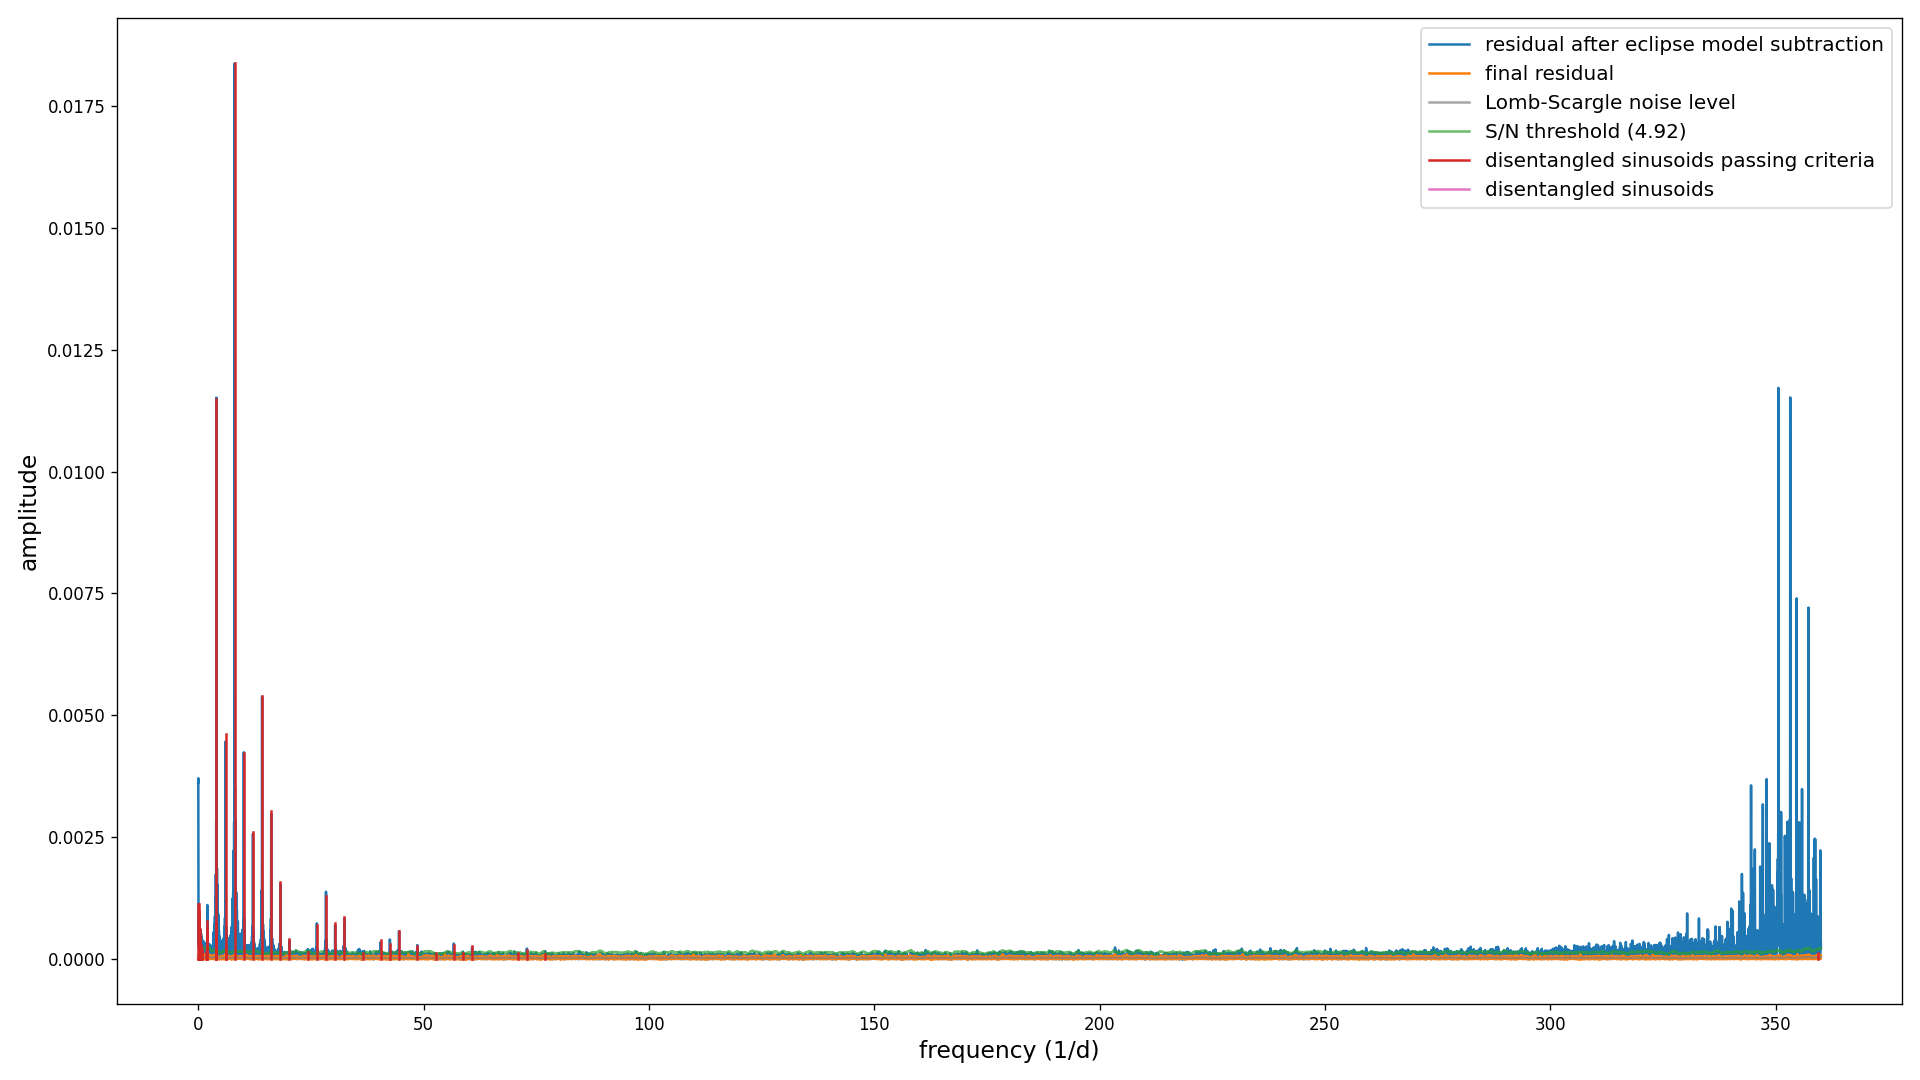 residual after eclipse model subtraction
final residual
Lomb-Scargle noise level
S/N threshold (4.92)
disentangled sinusoids passing criteria
disentangled sinusoids
amplitude
0.0175
0.0150
0.0125
0.0100
0.0075
0.0050
0.0025
0.0000
0 50 100 150 200 250 300 350
frequency (1/d)